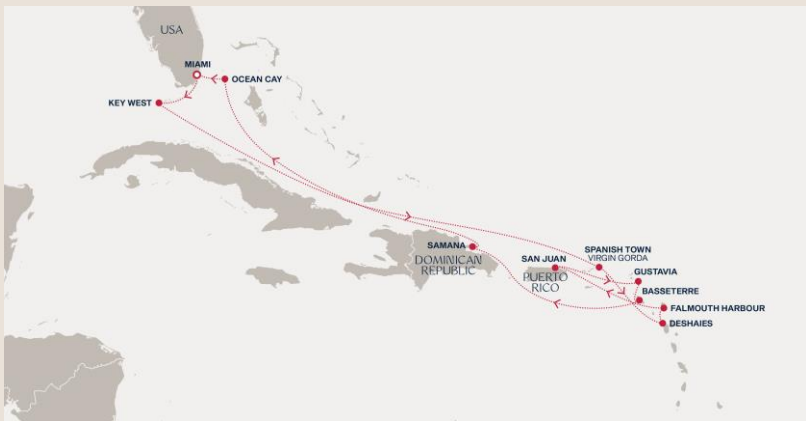 USA
MIAMI
OCEAN CAY
KEY WEST
SAMANA
DOMINICAN
REPUBLIC
SAN JUAN
PUERTO
RICO
SPANISH TOWN
VIRGIN GORDA
GUSTAVIA
BASSETERRE
FALMOUTH HARBOUR
DESHAIES